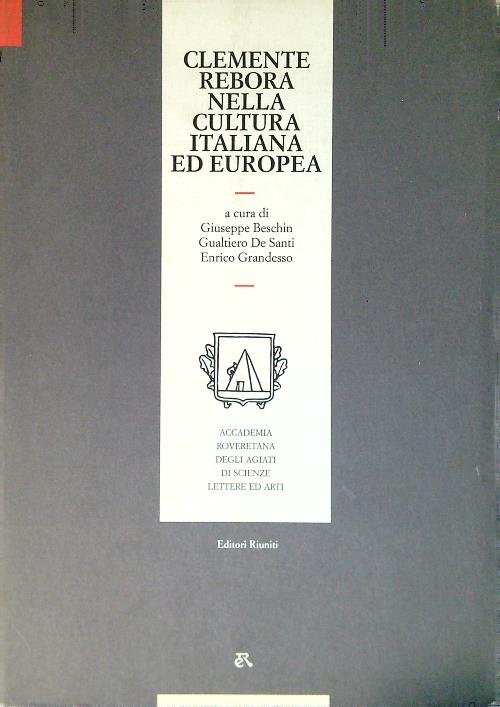 CLEMENTE
REBORA
NELLA
CULTURA
ITALIANA
ED EUROPEA
a cura di
Giuseppe Beschin
Gualtiero De Santi
Enrico Grandesso
ACCADEMIA
ROVERETANA
DEGLI AGIATI
DI SCIENZE
LETTERE ED ARTI
Editori Riuniti